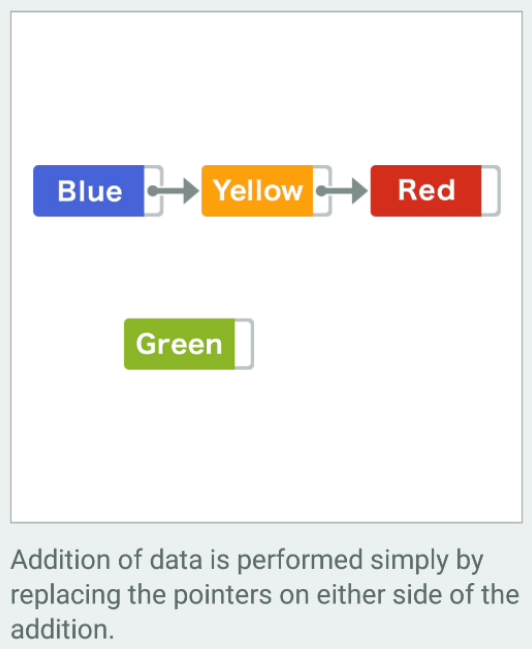 Blue
Yellow
Red
Green
Addition of data is performed simply by
replacing the pointers on either side of the
addition.